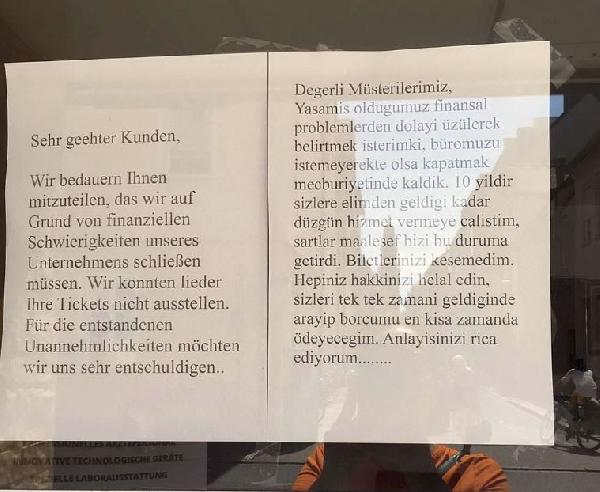 Sehr geehter Kunden,
Wir bedauern Ihnen
mitzuteilen, das wir auf
Grund von finanziellen
Schwierigkeiten unseres
Unternehmens schließen
müssen. Wir konnten lieder
Ihre Tickets nicht ausstellen.
Für die entstandenen
Unannehmlichkeiten möchten
wir uns sehr entschuldigen..
Degerli Müsterilerimiz,
Yasamis oldugumuz finansal
problemlerden dolayi üzülerek
belirtmek isterimki, büromuzu
istemeyerekte olsa kapatmak
mecburiyetinde kaldik. 10 yildir
sizlere elimden geldigi kadar
düzgün hizmet vermeye calistim,
sartlar maalesef bizi bu duruma
getirdi. Biletlerinizi kesemedim.
Hepiniz hakkinizi helal edin,
sizleri tek tek zamani geldiginde
arayip borcumu en kisa zamanda
ödeyecegim. Anlayisinizi rica
ediyorum........
INNOVATIVE TECHNOLOGISCHE GERÄTE
LABORAUSSTATTUNG